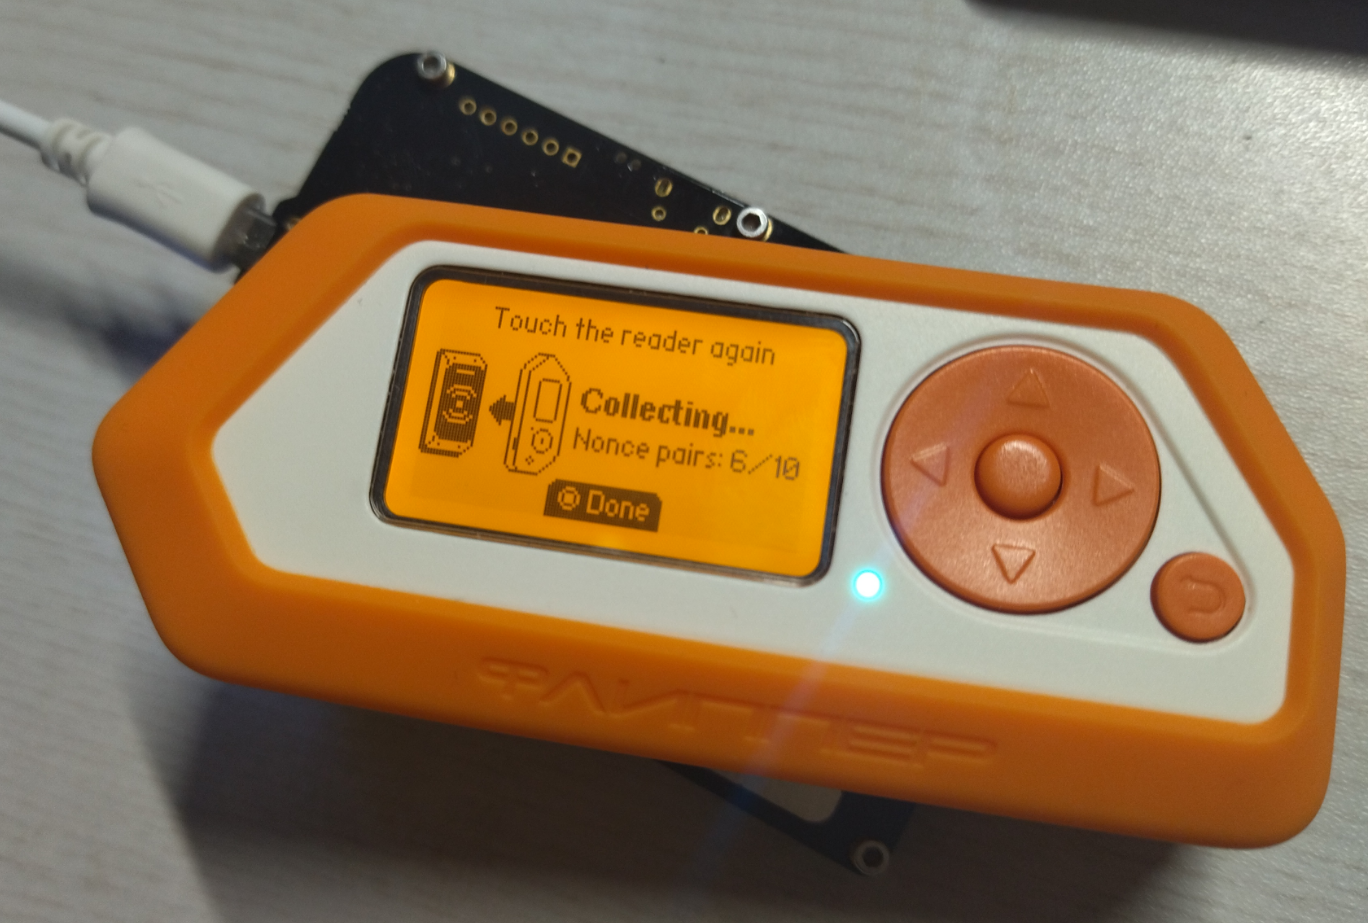 Touch the reader again
Collecting...
Nonce pairs: 6/10
Done
ФЛИППЕР